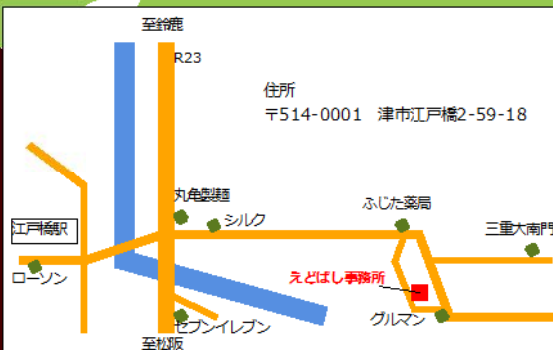 至鈴鹿
R23
住所
〒514-0001 津市江戸橋2-59-18
丸亀製麺
シルク
ふじた薬局
三重大南門
江戸橋駅
ローソン
えどばし事務所
グルマン
セブンイレブン
至松阪